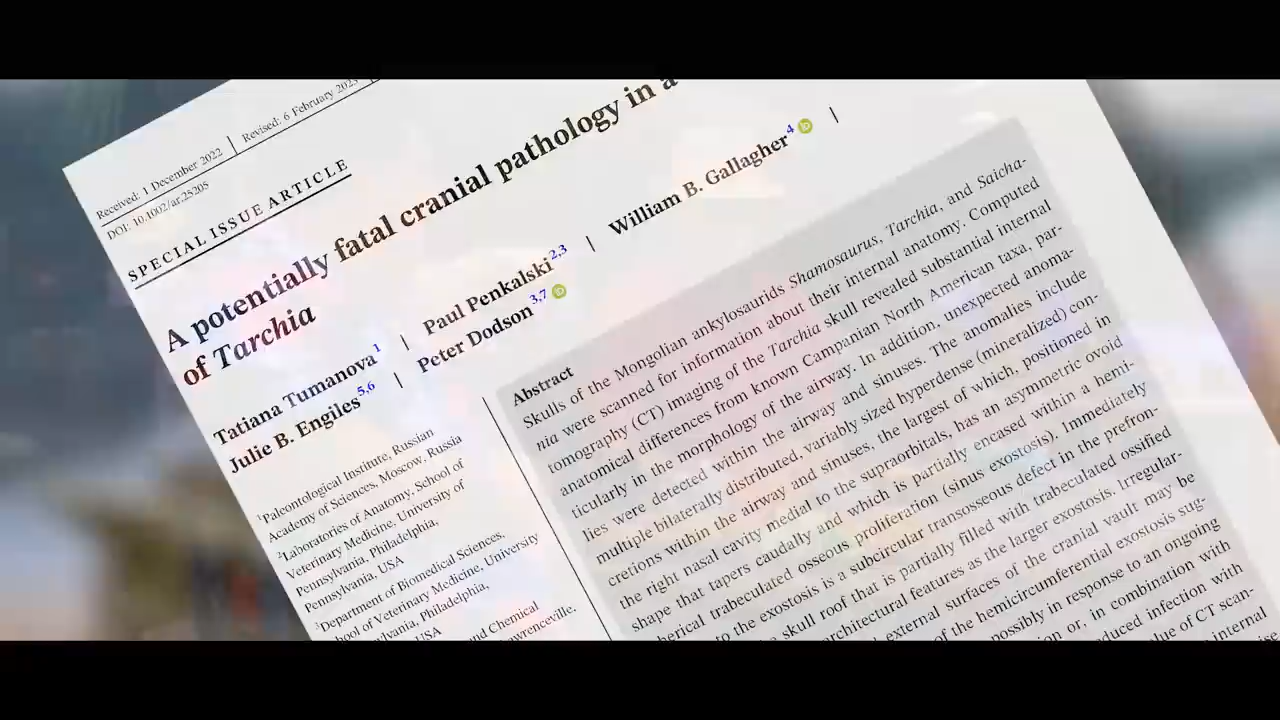 Received: 1 December 2022 | Revised: 6 February 2023
DOI: 10.1002/ar.25205
SPECIAL ISSUE ARTICLE
A potentially fatal cranial pathology in a
of Tarchia
Tatiana Tumanova1 | Paul Penkalski2,3 | William B. Gallagher4 |
Julie B. Engiles5,6 | Peter Dodson3,7
1Paleontological Institute, Russian
Academy of Sciences, Moscow, Russia
2Laboratories of Anatomy, School of
Veterinary Medicine, University of
Pennsylvania, Philadelphia,
Pennsylvania, USA
3Department of Biomedical Sciences,
hool of Veterinary Medicine, University
sylvania, Philadelphia,
USA
and Chemical
awrenceville,
Abstract
Skulls of the Mongolian ankylosaurids Shamosaurus, Tarchia, and Saicha-
nia were scanned for information about their internal anatomy. Computed
tomography (CT) imaging of the Tarchia skull revealed substantial internal
anatomical differences from known Campanian North American taxa, par-
ticularly in the morphology of the airway. In addition, unexpected anoma-
lies were detected within the airway and sinuses. The anomalies include
multiple bilaterally distributed, variably sized hyperdense (mineralized) con-
cretions within the airway and sinuses, the largest of which, positioned in
the right nasal cavity medial to the supraorbitals, has an asymmetric ovoid
shape that tapers caudally and which is partially encased within a hemi-
herical trabeculated osseous proliferation (sinus exostosis). Immediately
to the exostosis is a subcircular transosseous defect in the prefron-
skull roof that is partially filled with trabeculated ossified
architectural features as the larger exostosis. Irregular-
external surfaces of the cranial vault may be
of the hemicircumferential exostosis sug-
possibly in response to an ongoing
on or, in combination with
duced infection with
lue of CT scan-
internal